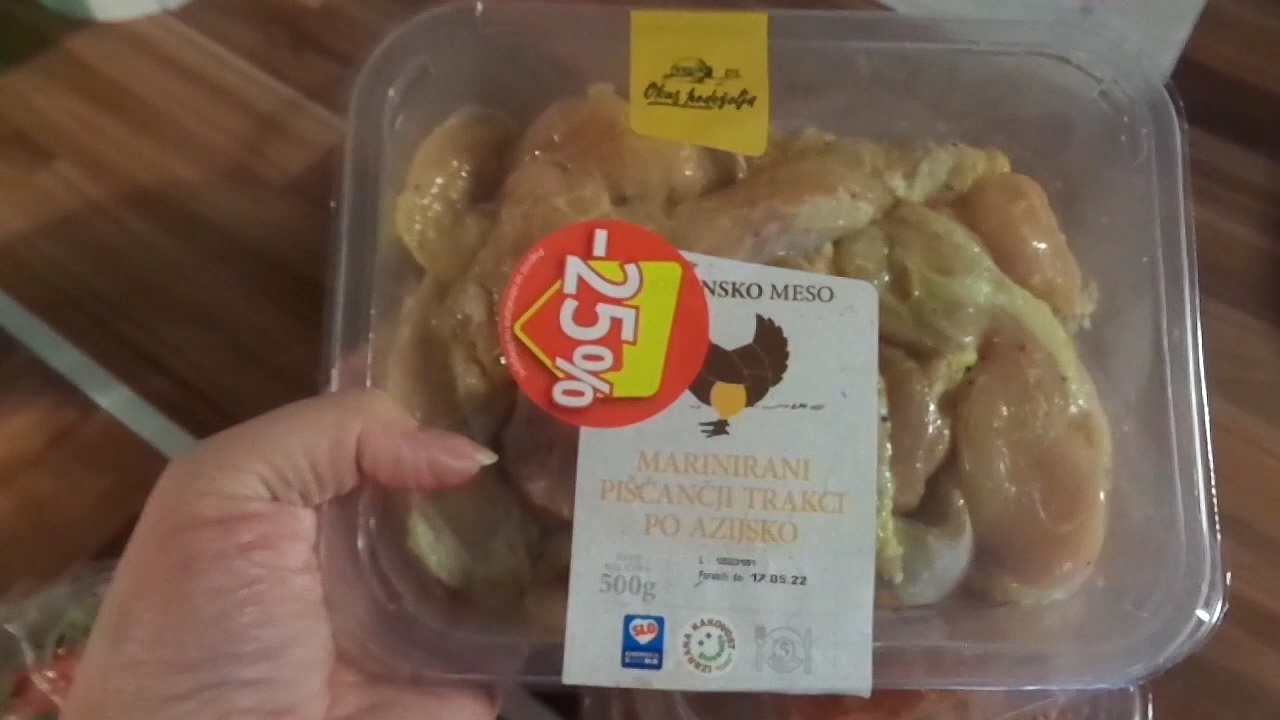 Okus podeželja
-25%
NSKO MESO
MARINIRANI
PIŠČANČJI TRAKCI
PO AZIJSKO
500g
L
Porabiti do: 17.05.22
SLO
IZBRANA KAKOVOST
5